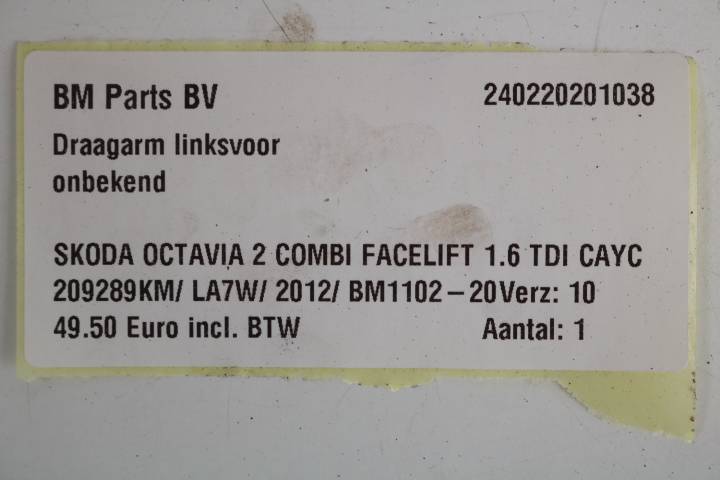 BM Parts BV 240220201038
Draagarm linksvoor
onbekend
SKODA OCTAVIA 2 COMBI FACELIFT 1.6 TDI CAYC
209289KM/ LA7W/ 2012/ BM1102-20Verz: 10
49.50 Euro incl. BTW Aantal: 1